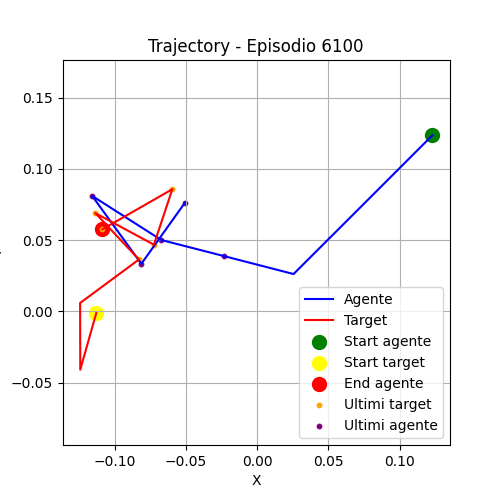 Trajectory - Episodio 6100
0.15
0.10
0.05
0.00
−0.05
Agente
Target
Start agente
Start target
End agente
Ultimi target
Ultimi agente
−0.10
−0.05
0.00
0.05
0.10
X